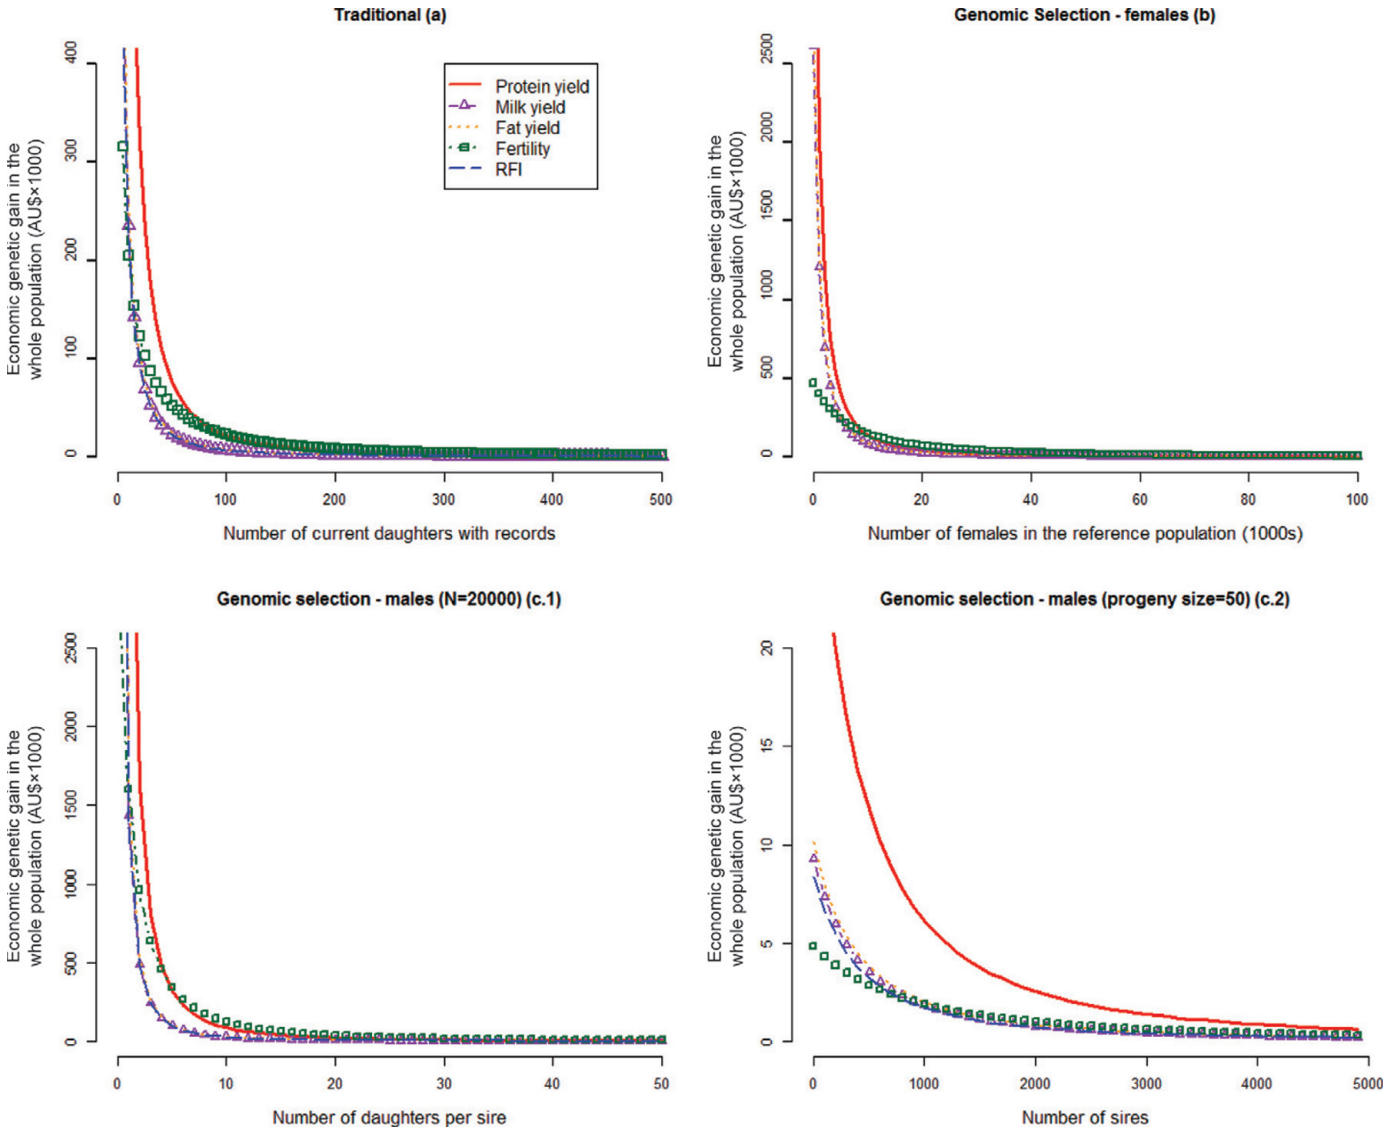 Traditional (a)
Economic genetic gain in the
whole population (AU$×1000)
400
300
200
100
0
Protein yield
Milk yield
Fat yield
Fertility
RFI
0 100 200 300 400 500
Number of current daughters with records
Genomic Selection - females (b)
Economic genetic gain in the
whole population (AU$×1000)
2500
2000
1500
1000
500
0
0 20 40 60 80 100
Number of females in the reference population (1000s)
Genomic selection - males (N=20000) (c.1)
Economic genetic gain in the
whole population (AU$×1000)
2500
2000
1500
1000
500
0
0 10 20 30 40 50
Number of daughters per sire
Genomic selection - males (progeny size=50) (c.2)
Economic genetic gain in the
whole population (AU$×1000)
20
15
10
5
0
0 1000 2000 3000 4000 5000
Number of sires